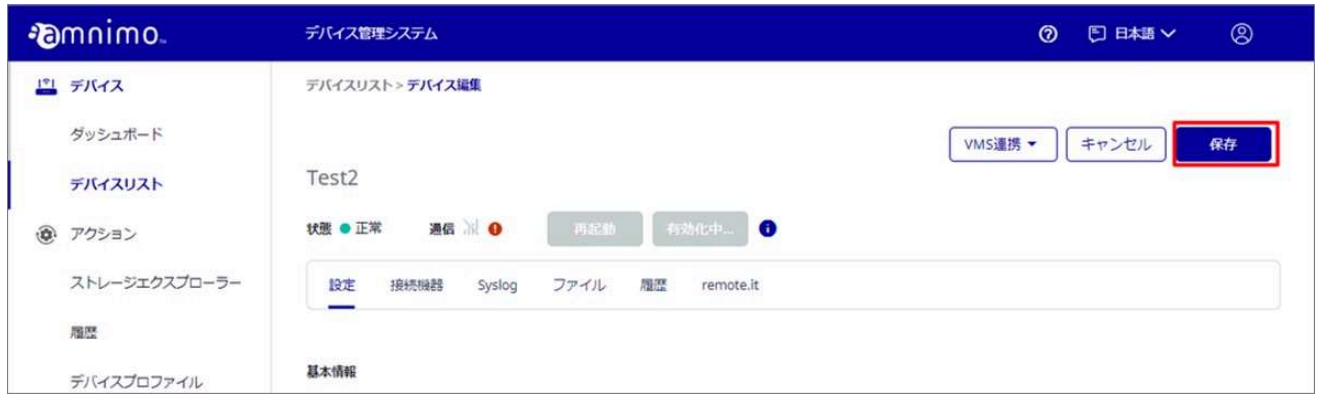 amnimo™ デバイス管理システム ? 日本語
デバイス
デバイスリスト > デバイス編集
ダッシュボード
VMS連携 キャンセル 保存
デバイスリスト
Test2
アクション
状態 正常 通信 ! 再起動 有効化中... i
ストレージエクスプローラー
設定 接続機器 Syslog ファイル 履歴 remote.it
履歴
基本情報
デバイスプロファイル